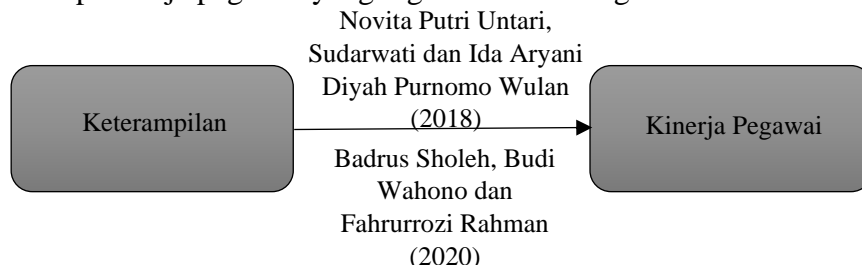 Novita Putri Untari,
Sudarwati dan Ida Aryani
Diyah Purnomo Wulan
(2018)
Keterampilan
Kinerja Pegawai
Badrus Sholeh, Budi
Wahono dan
Fahrurrozi Rahman
(2020)